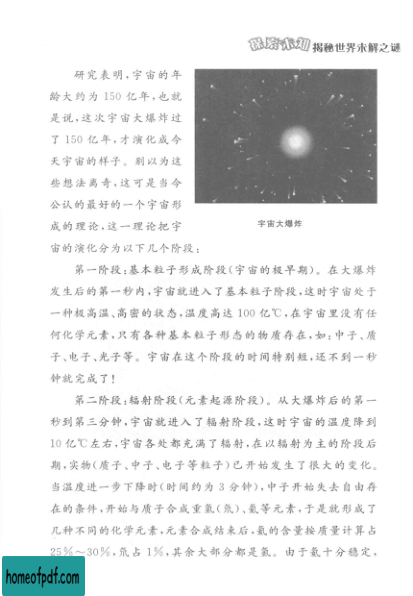 探索未知 揭秘世界未解之谜
研究表明,宇宙的年
龄大约为 150 亿年,也就
是说,这次宇宙大爆炸过
了 150 亿年,才演化成今
天宇宙的样子。别以为这
些想法离奇,这可是当今
公认的最好的一个宇宙形
成的理论,这一理论把宇
宙的演化分为以下几个阶段:
宇宙大爆炸
第一阶段:基本粒子形成阶段(宇宙的极早期)。在大爆炸
发生后的第一秒内,宇宙就进入了基本粒子阶段,这时宇宙处于
一种极高温、高密的状态,温度高达 100 亿℃,在宇宙里没有任
何化学元素,只有各种基本粒子形态的物质存在,如:中子、质
子、电子、光子等。宇宙在这个阶段的时间特别短,还不到一秒
钟就完成了!
第二阶段:辐射阶段(元素起源阶段)。从大爆炸后的第一
秒到第三分钟,宇宙就进入了辐射阶段,这时宇宙的温度降到
10 亿℃左右,宇宙各处都充满了辐射,在以辐射为主的阶段后
期,实物(质子、中子、电子等粒子)已开始发生了很大的变化。
当温度进一步下降时(时间约为 3 分钟),中子开始失去自由存
在的条件,开始与质子合成重氢(氘)、氦等元素,于是就形成了
几种不同的化学元素,元素合成结束后,氦的含量按质量计算占
25%~30%,氘占 1%,其余大部分都是氢。由于氦十分稳定,
homeofpdf.com